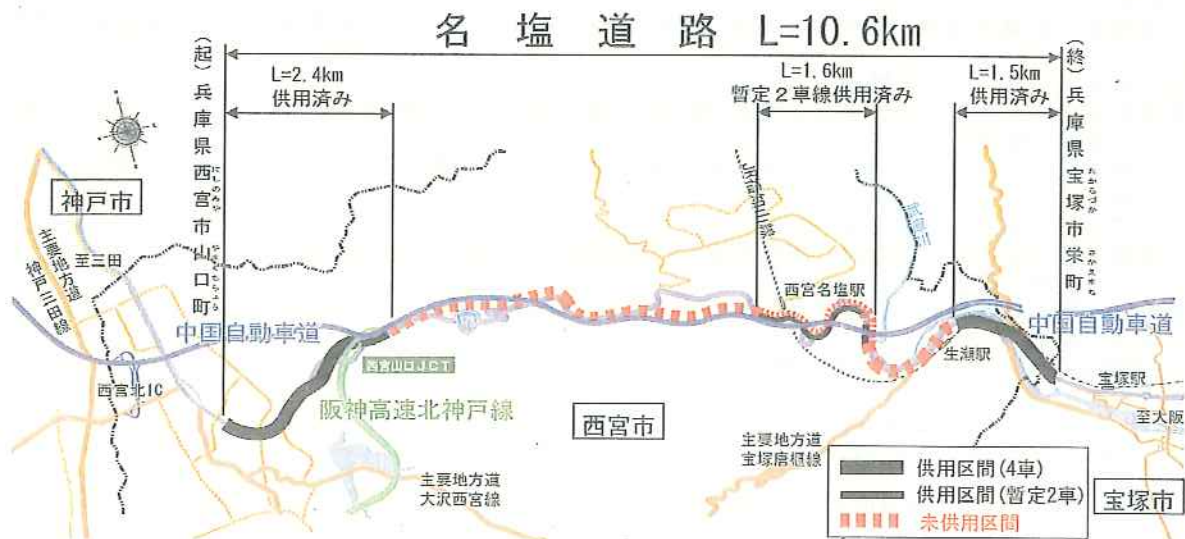 名塩道路 L=10.6km
(起)兵庫県西宮市山口町
にしのみや
やまぐちちょう
L=2.4km
供用済み
L=1.6km
暫定2車線供用済み
L=1.5km
供用済み
(終)兵庫県宝塚市栄町
たからづか
さかえまち
神戸市
主要地方道
神戸三田線
至三田
中国自動車道
西宮北IC
西宮山口JCT
阪神高速北神戸線
主要地方道
大沢西宮線
西宮市
西宮名塩駅
生瀬駅
中国自動車道
宝塚駅
至大阪
主要地方道
宝塚唐櫃線
宝塚市
供用区間(4車)
供用区間(暫定2車)
未供用区間